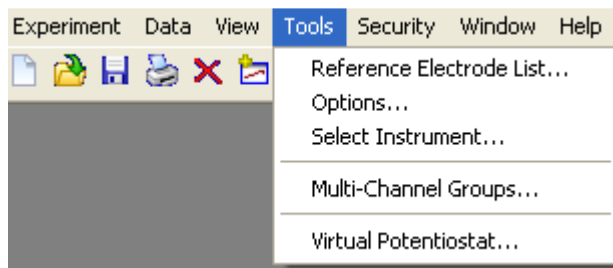 Experiment Data View Tools Security Window Help
Reference Electrode List...
Options...
Select Instrument...
Multi-Channel Groups...
Virtual Potentiostat...